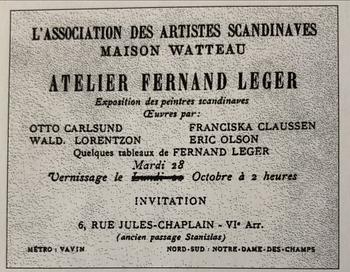 L'ASSOCIATION DES ARTISTES SCANDINAVES
MAISON WATTEAU
ATELIER FERNAND LEGER
Exposition des peintres scandinaves
Œuvres par:
OTTO CARLSUND FRANCISKA CLAUSSEN
WALD. LORENTZON ERIC OLSON
Quelques tableaux de FERNAND LEGER
Mardi 28
Vernissage le Lundi 20 Octobre à 2 heures
INVITATION
6, RUE JULES-CHAPLAIN - VIe Arr.
(ancien passage Stanislas)
MÉTRO: VAVIN NORD-SUD: NOTRE-DAME-DES-CHAMPS